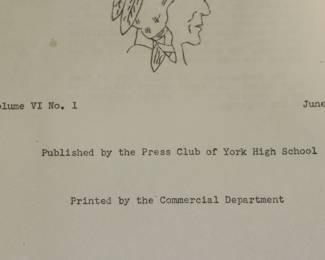 olume VI No. 1 June
Published by the Press Club of York High School
Printed by the Commercial Department